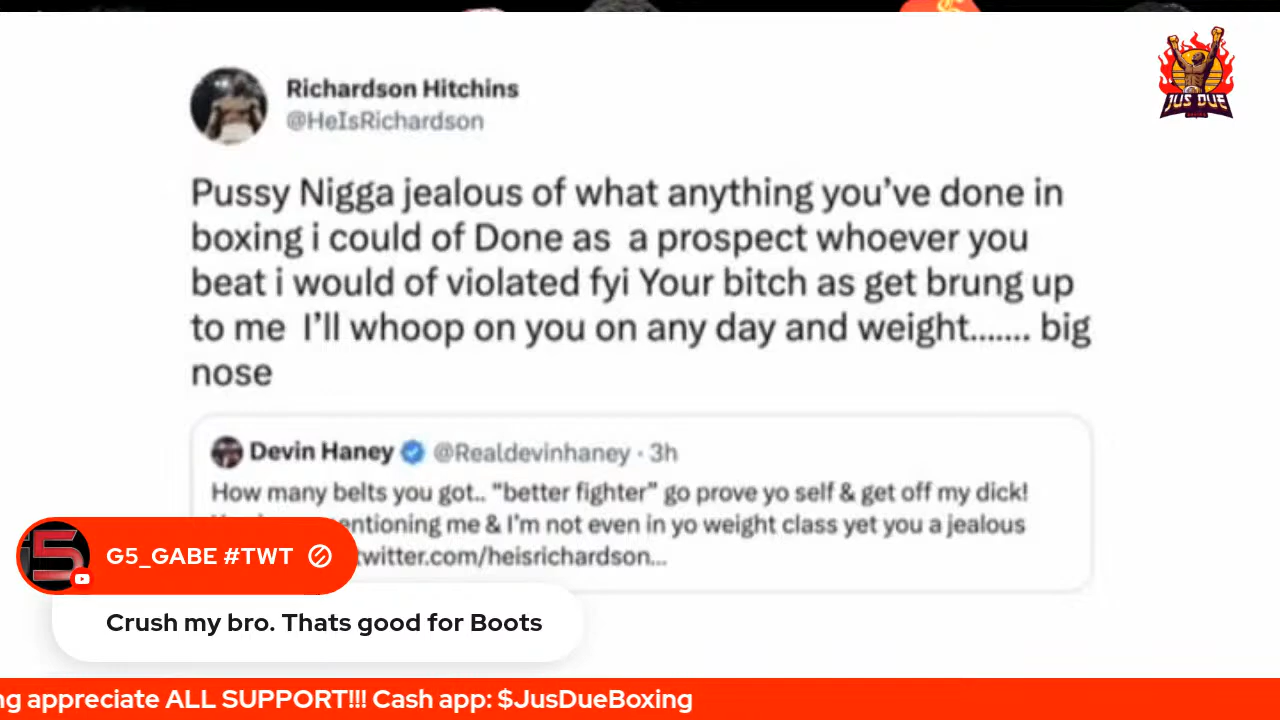 JUS DUE
Richardson Hitchins
@HeIsRichardson
Pussy Nigga jealous of what anything you've done in
boxing i could of Done as a prospect whoever you
beat i would of violated fyi Your bitch as get brung up
to me I'll whoop on you on any day and weight....... big
nose
Devin Haney @Realdevinhaney · 3h
How many belts you got.. "better fighter" go prove yo self & get off my dick!
entioning me & I'm not even in yo weight class yet you a jealous
twitter.com/heisrichardson...
G5_GABE #TWT
Crush my bro. Thats good for Boots
ng appreciate ALL SUPPORT!!! Cash app: $JusDueBoxing